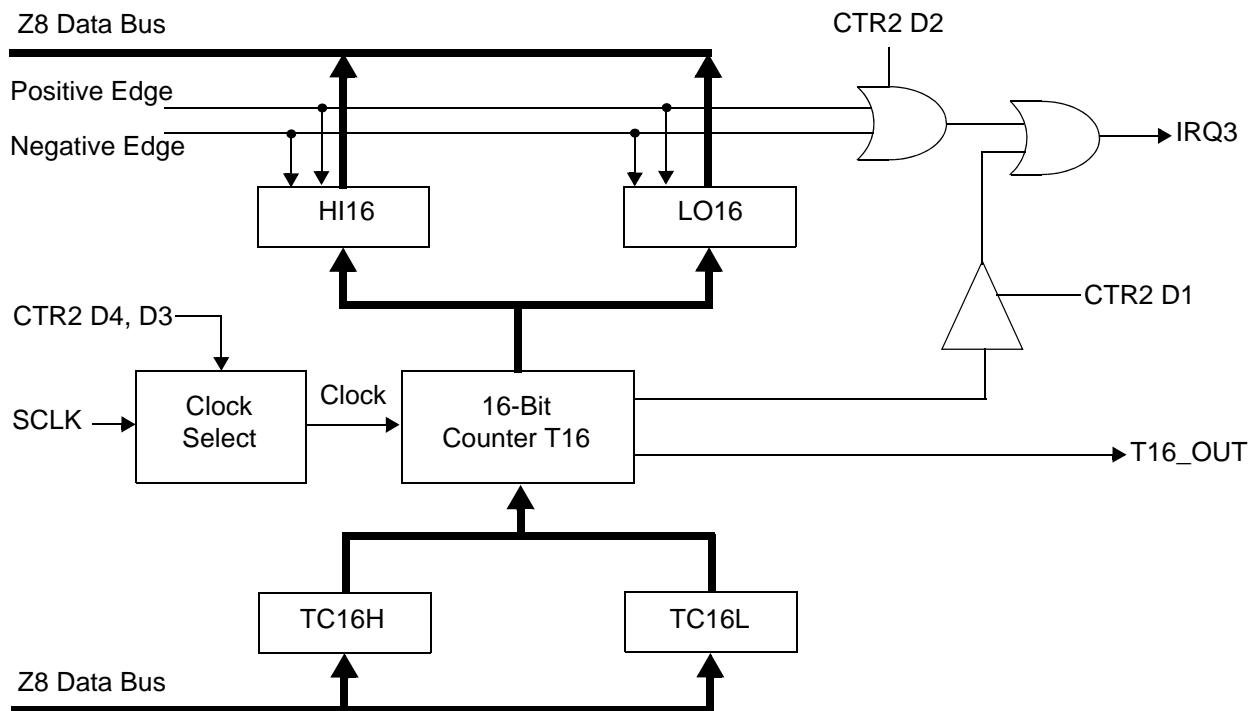 Z8 Data Bus
CTR2 D2
Positive Edge
Negative Edge
IRQ3
HI16
LO16
CTR2 D4, D3
CTR2 D1
SCLK
Clock
Select
Clock
16-Bit
Counter T16
T16_OUT
TC16H
TC16L
Z8 Data Bus